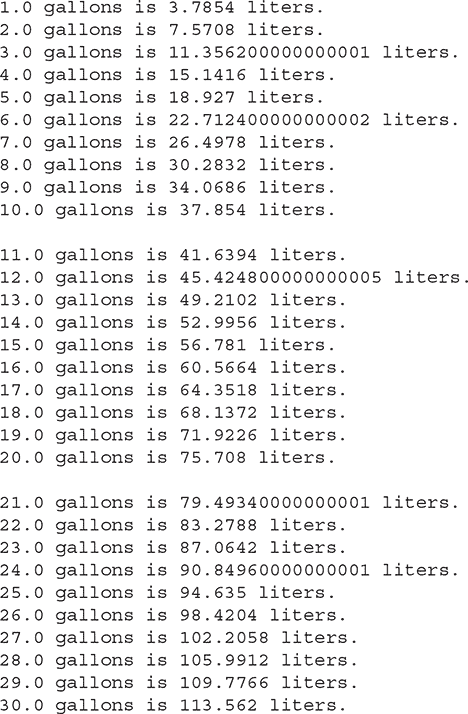 1.0 gallons is 3.7854 liters.
2.0 gallons is 7.5708 liters.
3.0 gallons is 11.356200000000001 liters.
4.0 gallons is 15.1416 liters.
5.0 gallons is 18.927 liters.
6.0 gallons is 22.712400000000002 liters.
7.0 gallons is 26.4978 liters.
8.0 gallons is 30.2832 liters.
9.0 gallons is 34.0686 liters.
10.0 gallons is 37.854 liters.

11.0 gallons is 41.6394 liters.
12.0 gallons is 45.424800000000005 liters.
13.0 gallons is 49.2102 liters.
14.0 gallons is 52.9956 liters.
15.0 gallons is 56.781 liters.
16.0 gallons is 60.5664 liters.
17.0 gallons is 64.3518 liters.
18.0 gallons is 68.1372 liters.
19.0 gallons is 71.9226 liters.
20.0 gallons is 75.708 liters.

21.0 gallons is 79.49340000000001 liters.
22.0 gallons is 83.2788 liters.
23.0 gallons is 87.0642 liters.
24.0 gallons is 90.84960000000001 liters.
25.0 gallons is 94.635 liters.
26.0 gallons is 98.4204 liters.
27.0 gallons is 102.2058 liters.
28.0 gallons is 105.9912 liters.
29.0 gallons is 109.7766 liters.
30.0 gallons is 113.562 liters.